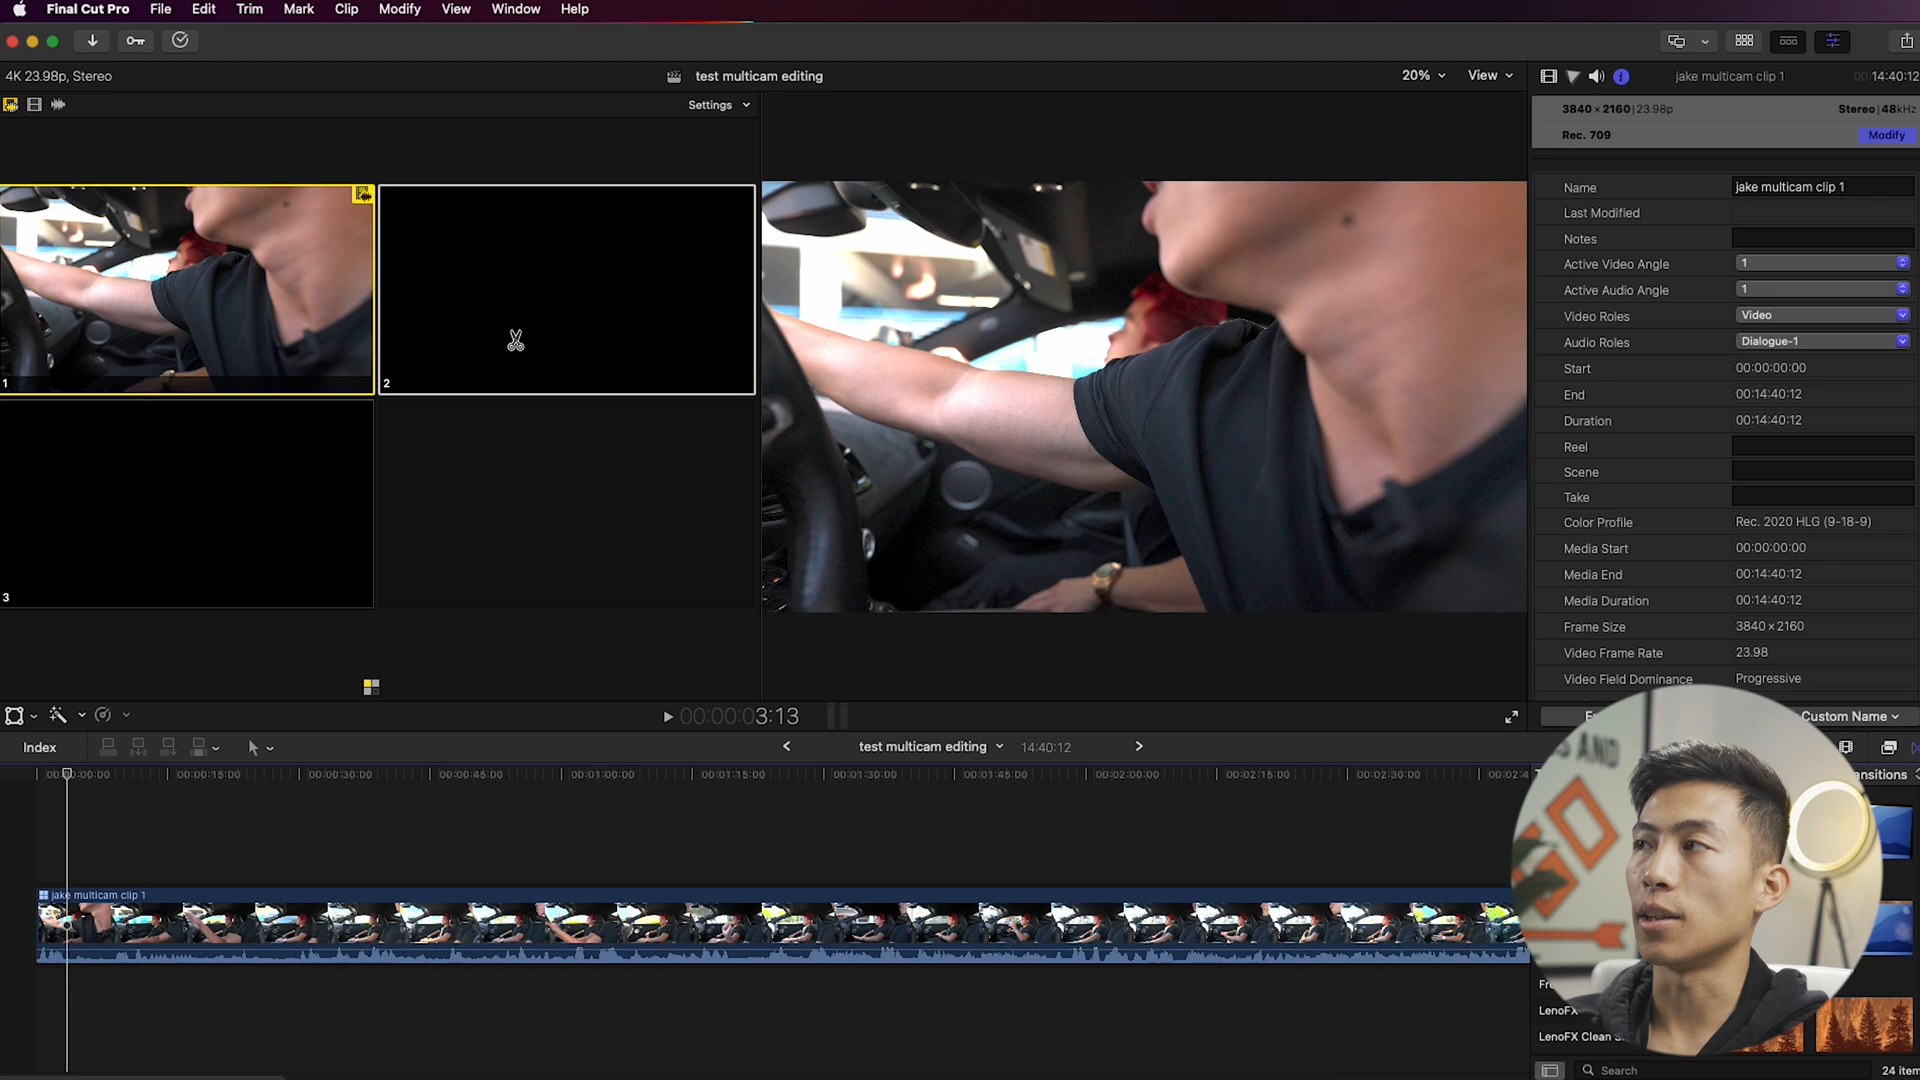 Final Cut Pro File Edit Trim Mark Clip Modify View Window Help
4K 23.98p, Stereo
test multicam editing
20%
View
jake multicam clip 1
00:14:40:12
Settings
3840 × 2160 | 23.98p
Stereo | 48kHz
Rec. 709
Modify
1
2
3
Name
jake multicam clip 1
Last Modified
Notes
Active Video Angle
1
Active Audio Angle
1
Video Roles
Video
Audio Roles
Dialogue-1
Start
00:00:00:00
End
00:14:40:12
Duration
00:14:40:12
Reel
Scene
Take
Color Profile
Rec. 2020 HLG (9-18-9)
Media Start
00:00:00:00
Media End
00:14:40:12
Media Duration
00:14:40:12
Frame Size
3840 × 2160
Video Frame Rate
23.98
Video Field Dominance
Progressive
00:00:03:13
Custom Name
Index
test multicam editing
14:40:12
00:00:15:00
00:00:30:00
00:00:45:00
00:01:00:00
00:01:15:00
00:01:30:00
00:01:45:00
00:02:00:00
00:02:15:00
00:02:30:00
jake multicam clip 1
AND
LenoFX
LenoFX Clean
Search
24 item